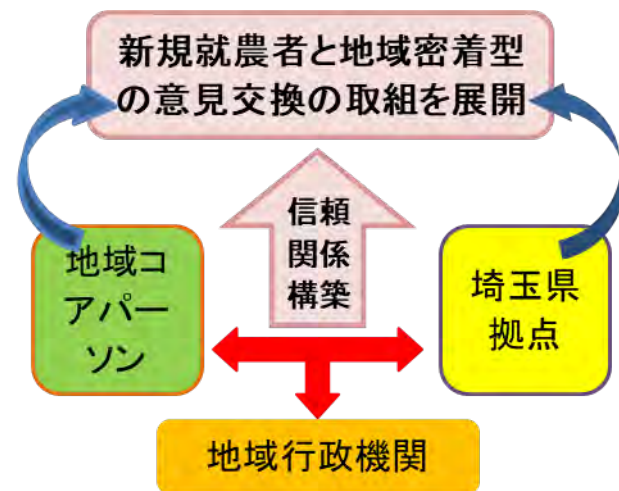 新規就農者と地域密着型
の意見交換の取組を展開
信頼
関係
構築
地域コ
アパー
ソン
埼玉県
拠点
地域行政機関